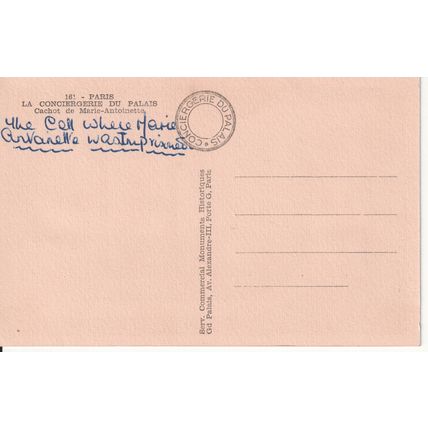 161 - PARIS
LA CONCIERGERIE DU PALAIS
Cachot de Marie-Antoinette
The Cell where Marie
Antonette was Imprisoned
CONCIERGERIE DU PALAIS
Serv. Commercial Monuments Historiques
Gd Palais, Av. Alexandre-III, Porte G, Paris